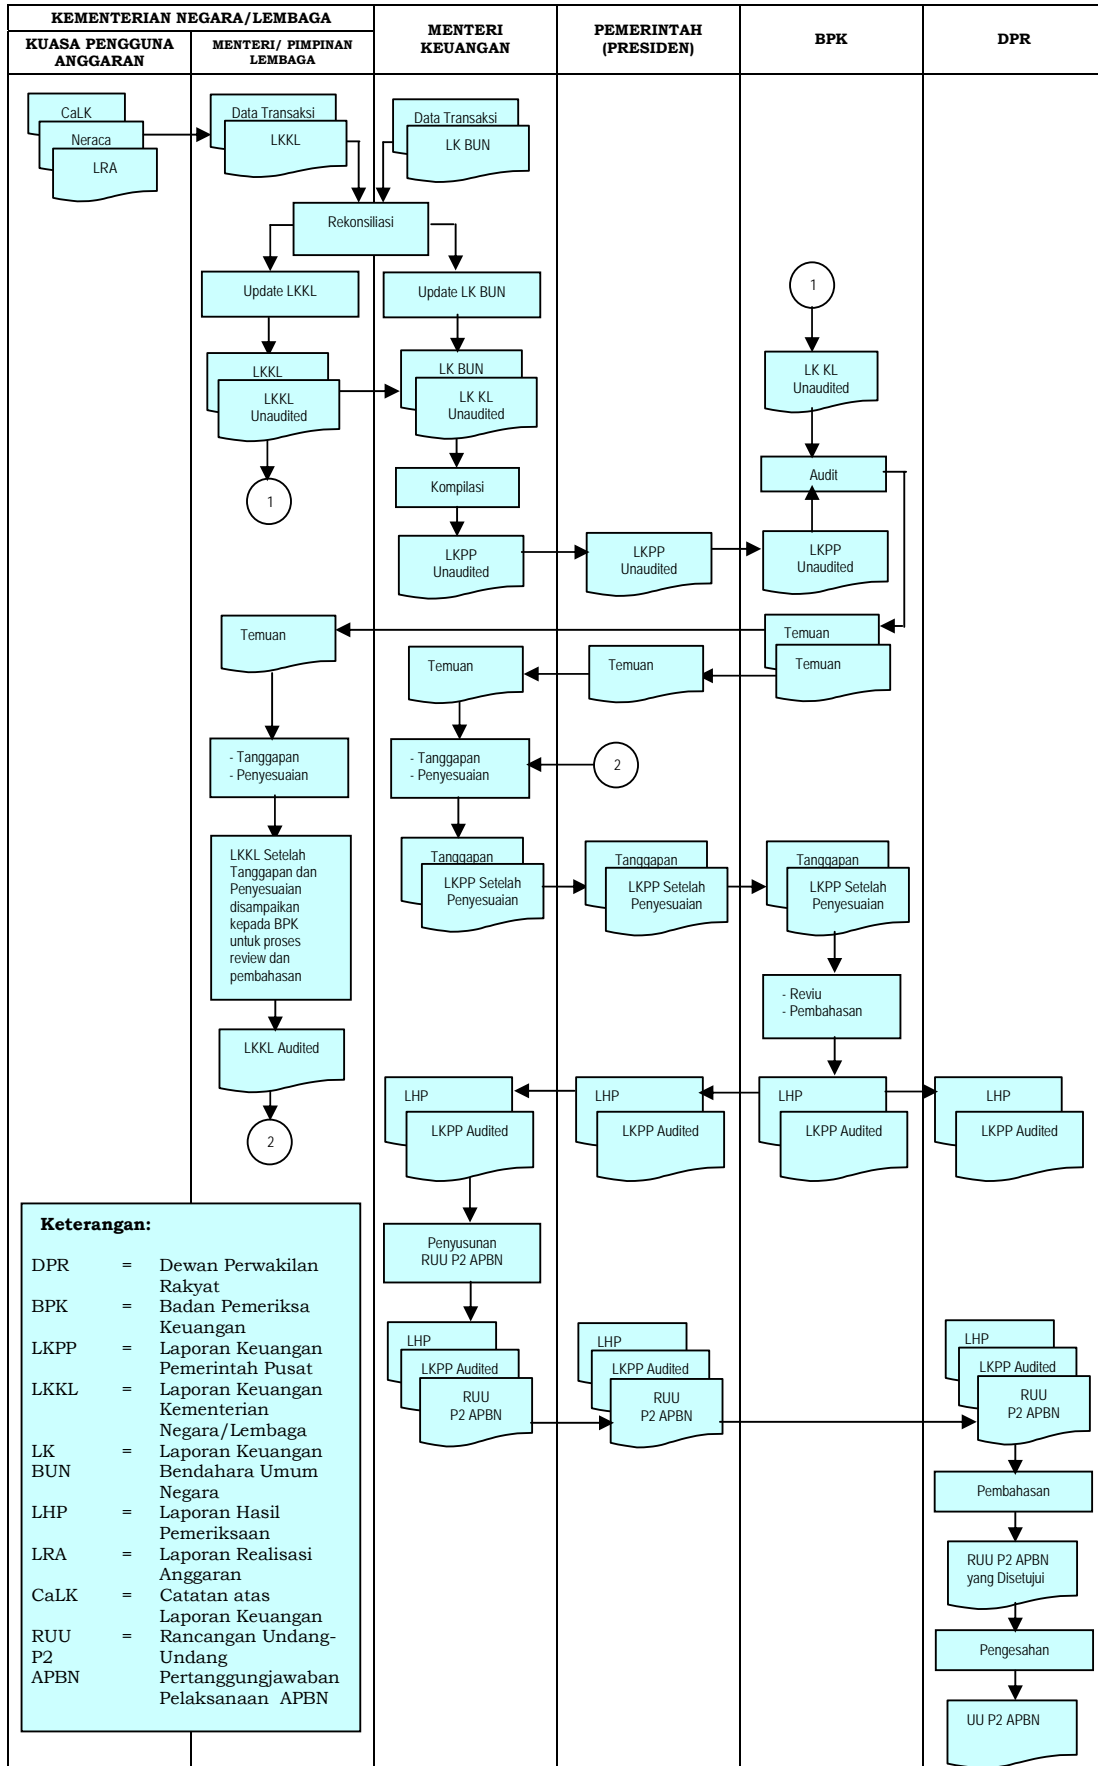 KEMENTERIAN NEGARA/LEMBAGA
KUASA PENGGUNA
ANGGARAN
MENTERI/ PIMPINAN
LEMBAGA
MENTERI
KEUANGAN
PEMERINTAH
(PRESIDEN)
BPK
DPR
CaLK
Neraca
LRA
Data Transaksi
LKKL
Data Transaksi
LK BUN
Rekonsiliasi
Update LKKL
Update LK BUN
1
LKKL
LKKL
Unaudited
LK BUN
LK KL
Unaudited
LK KL
Unaudited
1
Kompilasi
Audit
LKPP
Unaudited
LKPP
Unaudited
LKPP
Unaudited
Temuan
Temuan
Temuan
Temuan
Temuan
- Tanggapan
- Penyesuaian
- Tanggapan
- Penyesuaian
2
LKKL Setelah
Tanggapan dan
Penyesuaian
disampaikan
kepada BPK
untuk proses
review dan
pembahasan
Tanggapan
LKPP Setelah
Penyesuaian
Tanggapan
LKPP Setelah
Penyesuaian
Tanggapan
LKPP Setelah
Penyesuaian
- Reviu
- Pembahasan
LKKL Audited
2
LHP
LKPP Audited
LHP
LKPP Audited
LHP
LKPP Audited
LHP
LKPP Audited
Penyusunan
RUU P2 APBN
LHP
LKPP Audited
RUU
P2 APBN
LHP
LKPP Audited
RUU
P2 APBN
LHP
LKPP Audited
RUU
P2 APBN
Pembahasan
RUU P2 APBN
yang Disetujui
Pengesahan
UU P2 APBN
Keterangan:
DPR = Dewan Perwakilan
Rakyat
BPK = Badan Pemeriksa
Keuangan
LKPP = Laporan Keuangan
Pemerintah Pusat
LKKL = Laporan Keuangan
Kementerian
Negara/Lembaga
LK = Laporan Keuangan
BUN Bendahara Umum
Negara
LHP = Laporan Hasil
Pemeriksaan
LRA = Laporan Realisasi
Anggaran
CaLK = Catatan atas
Laporan Keuangan
RUU = Rancangan Undang-
P2 Undang
APBN Pertanggungjawaban
Pelaksanaan APBN